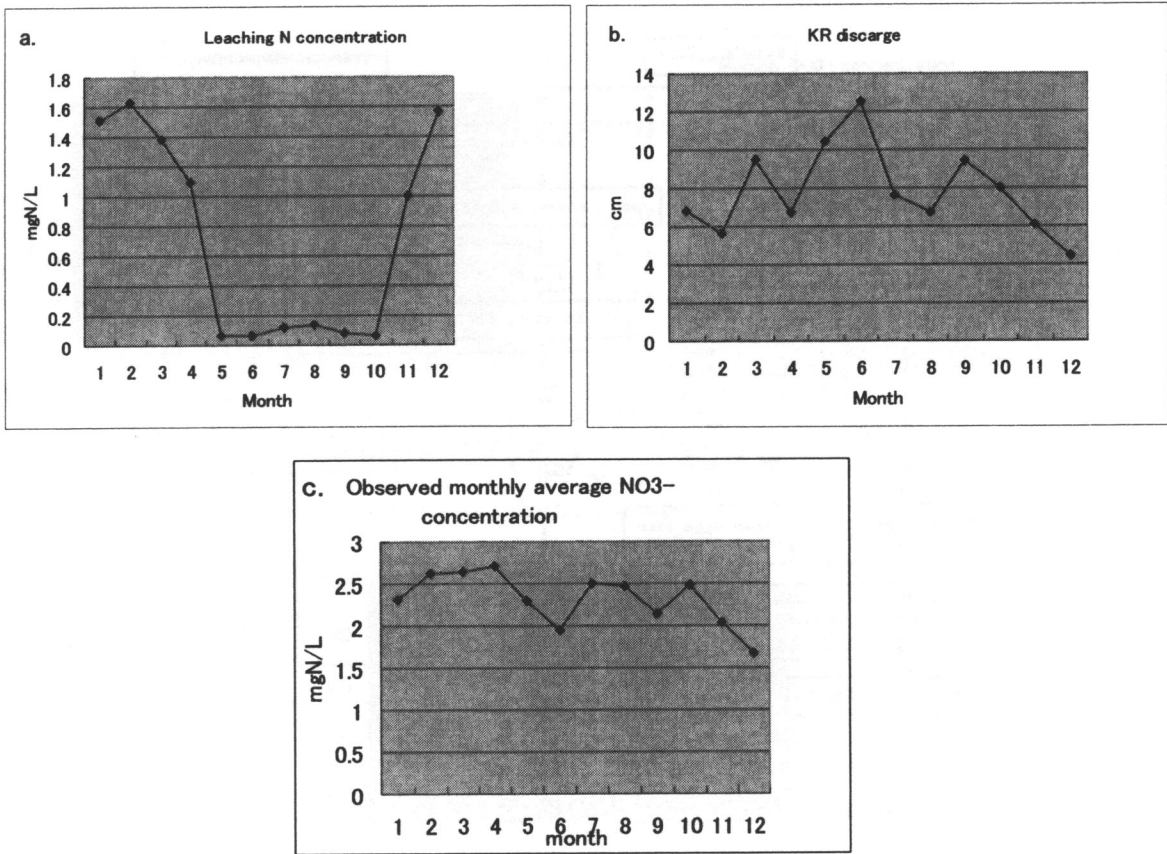 a.
Leaching N concentration
1.8
1.6
1.4
1.2
1
0.8
0.6
0.4
0.2
0
mgN/L
1 2 3 4 5 6 7 8 9 10 11 12
Month
b.
KR discarge
14
12
10
8
6
4
2
0
cm
1 2 3 4 5 6 7 8 9 10 11 12
Month
c. Observed monthly average NO3-
concentration
3
2.5
2
1.5
1
0.5
0
mgN/L
1 2 3 4 5 6 7 8 9 10 11 12
month